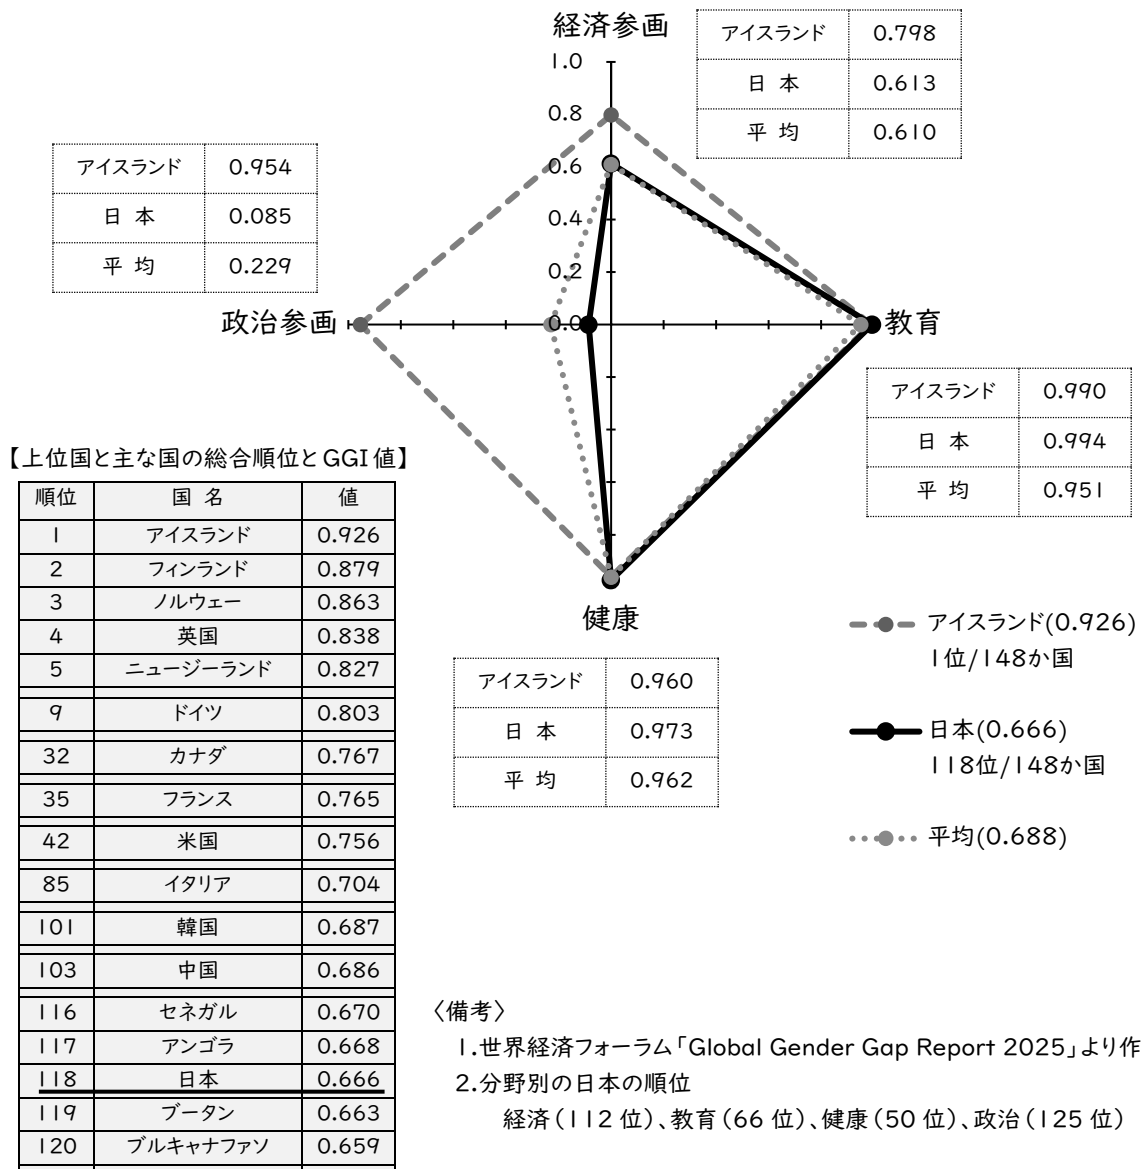 経済参画
アイスランド 0.798
日 本 0.613
平 均 0.610
1.0
0.8
0.6
0.4
0.2
0.0
アイスランド 0.954
日 本 0.085
平 均 0.229
政治参画
教育
アイスランド 0.990
日 本 0.994
平 均 0.951
健康
アイスランド 0.960
日 本 0.973
平 均 0.962
アイスランド(0.926)
1位/148か国
日本(0.666)
118位/148か国
平均(0.688)
【上位国と主な国の総合順位とGGI値】
順位 国 名 値
1 アイスランド 0.926
2 フィンランド 0.879
3 ノルウェー 0.863
4 英国 0.838
5 ニュージーランド 0.827
9 ドイツ 0.803
32 カナダ 0.767
35 フランス 0.765
42 米国 0.756
85 イタリア 0.704
101 韓国 0.687
103 中国 0.686
116 セネガル 0.670
117 アンゴラ 0.668
118 日本 0.666
119 ブータン 0.663
120 ブルキャナファソ 0.659
〈備考〉
1.世界経済フォーラム「Global Gender Gap Report 2025」より作
2.分野別の日本の順位
経済(112位)、教育(66位)、健康(50位)、政治(125位)